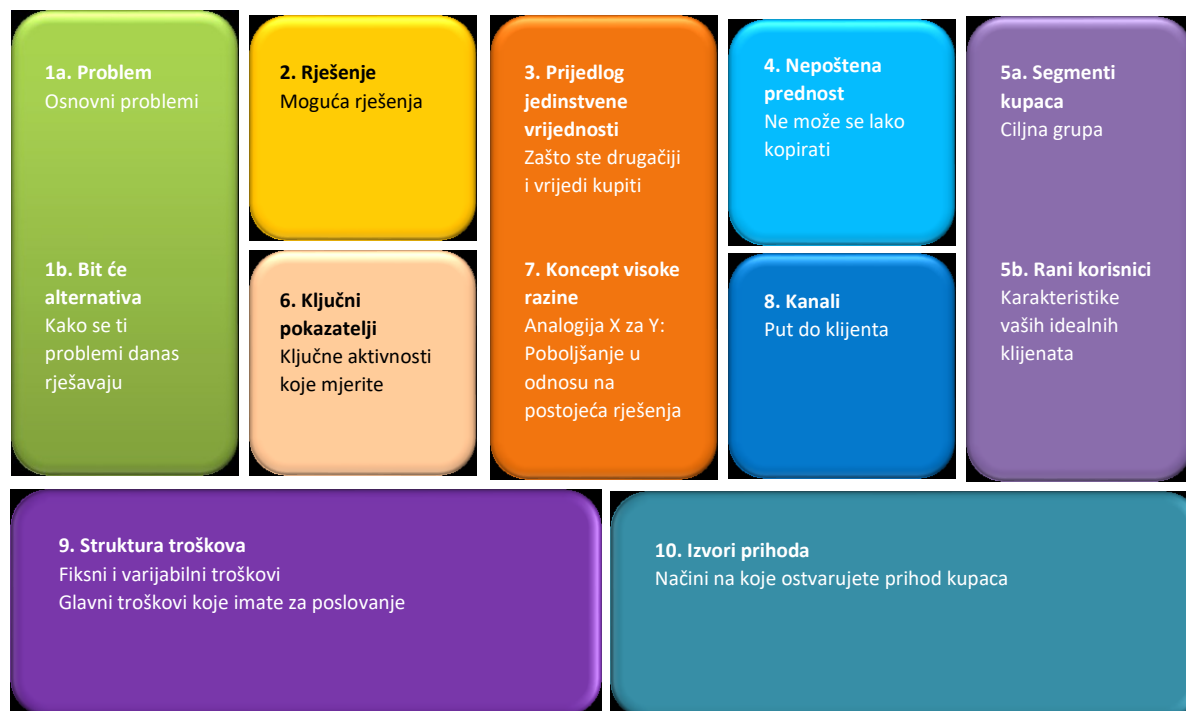 1a. Problem
Osnovni problemi
1b. Bit će
alternativa
Kako se ti
problemi danas
rješavaju
2. Rješenje
Moguća rješenja
6. Ključni
pokazatelji
Ključne aktivnosti
koje mjerite
3. Prijedlog
jedinstvene
vrijednosti
Zašto ste drugačiji
i vrijedi kupiti
7. Koncept visoke
razine
Analogija X za Y:
Poboljšanje u
odnosu na
postojeća rješenja
4. Nepoštena
prednost
Ne može se lako
kopirati
8. Kanali
Put do klijenta
5a. Segmenti
kupaca
Ciljna grupa
5b. Rani korisnici
Karakteristike
vaših idealnih
klijenata
9. Struktura troškova
Fiksni i varijabilni troškovi
Glavni troškovi koje imate za poslovanje
10. Izvori prihoda
Načini na koje ostvarujete prihod kupaca